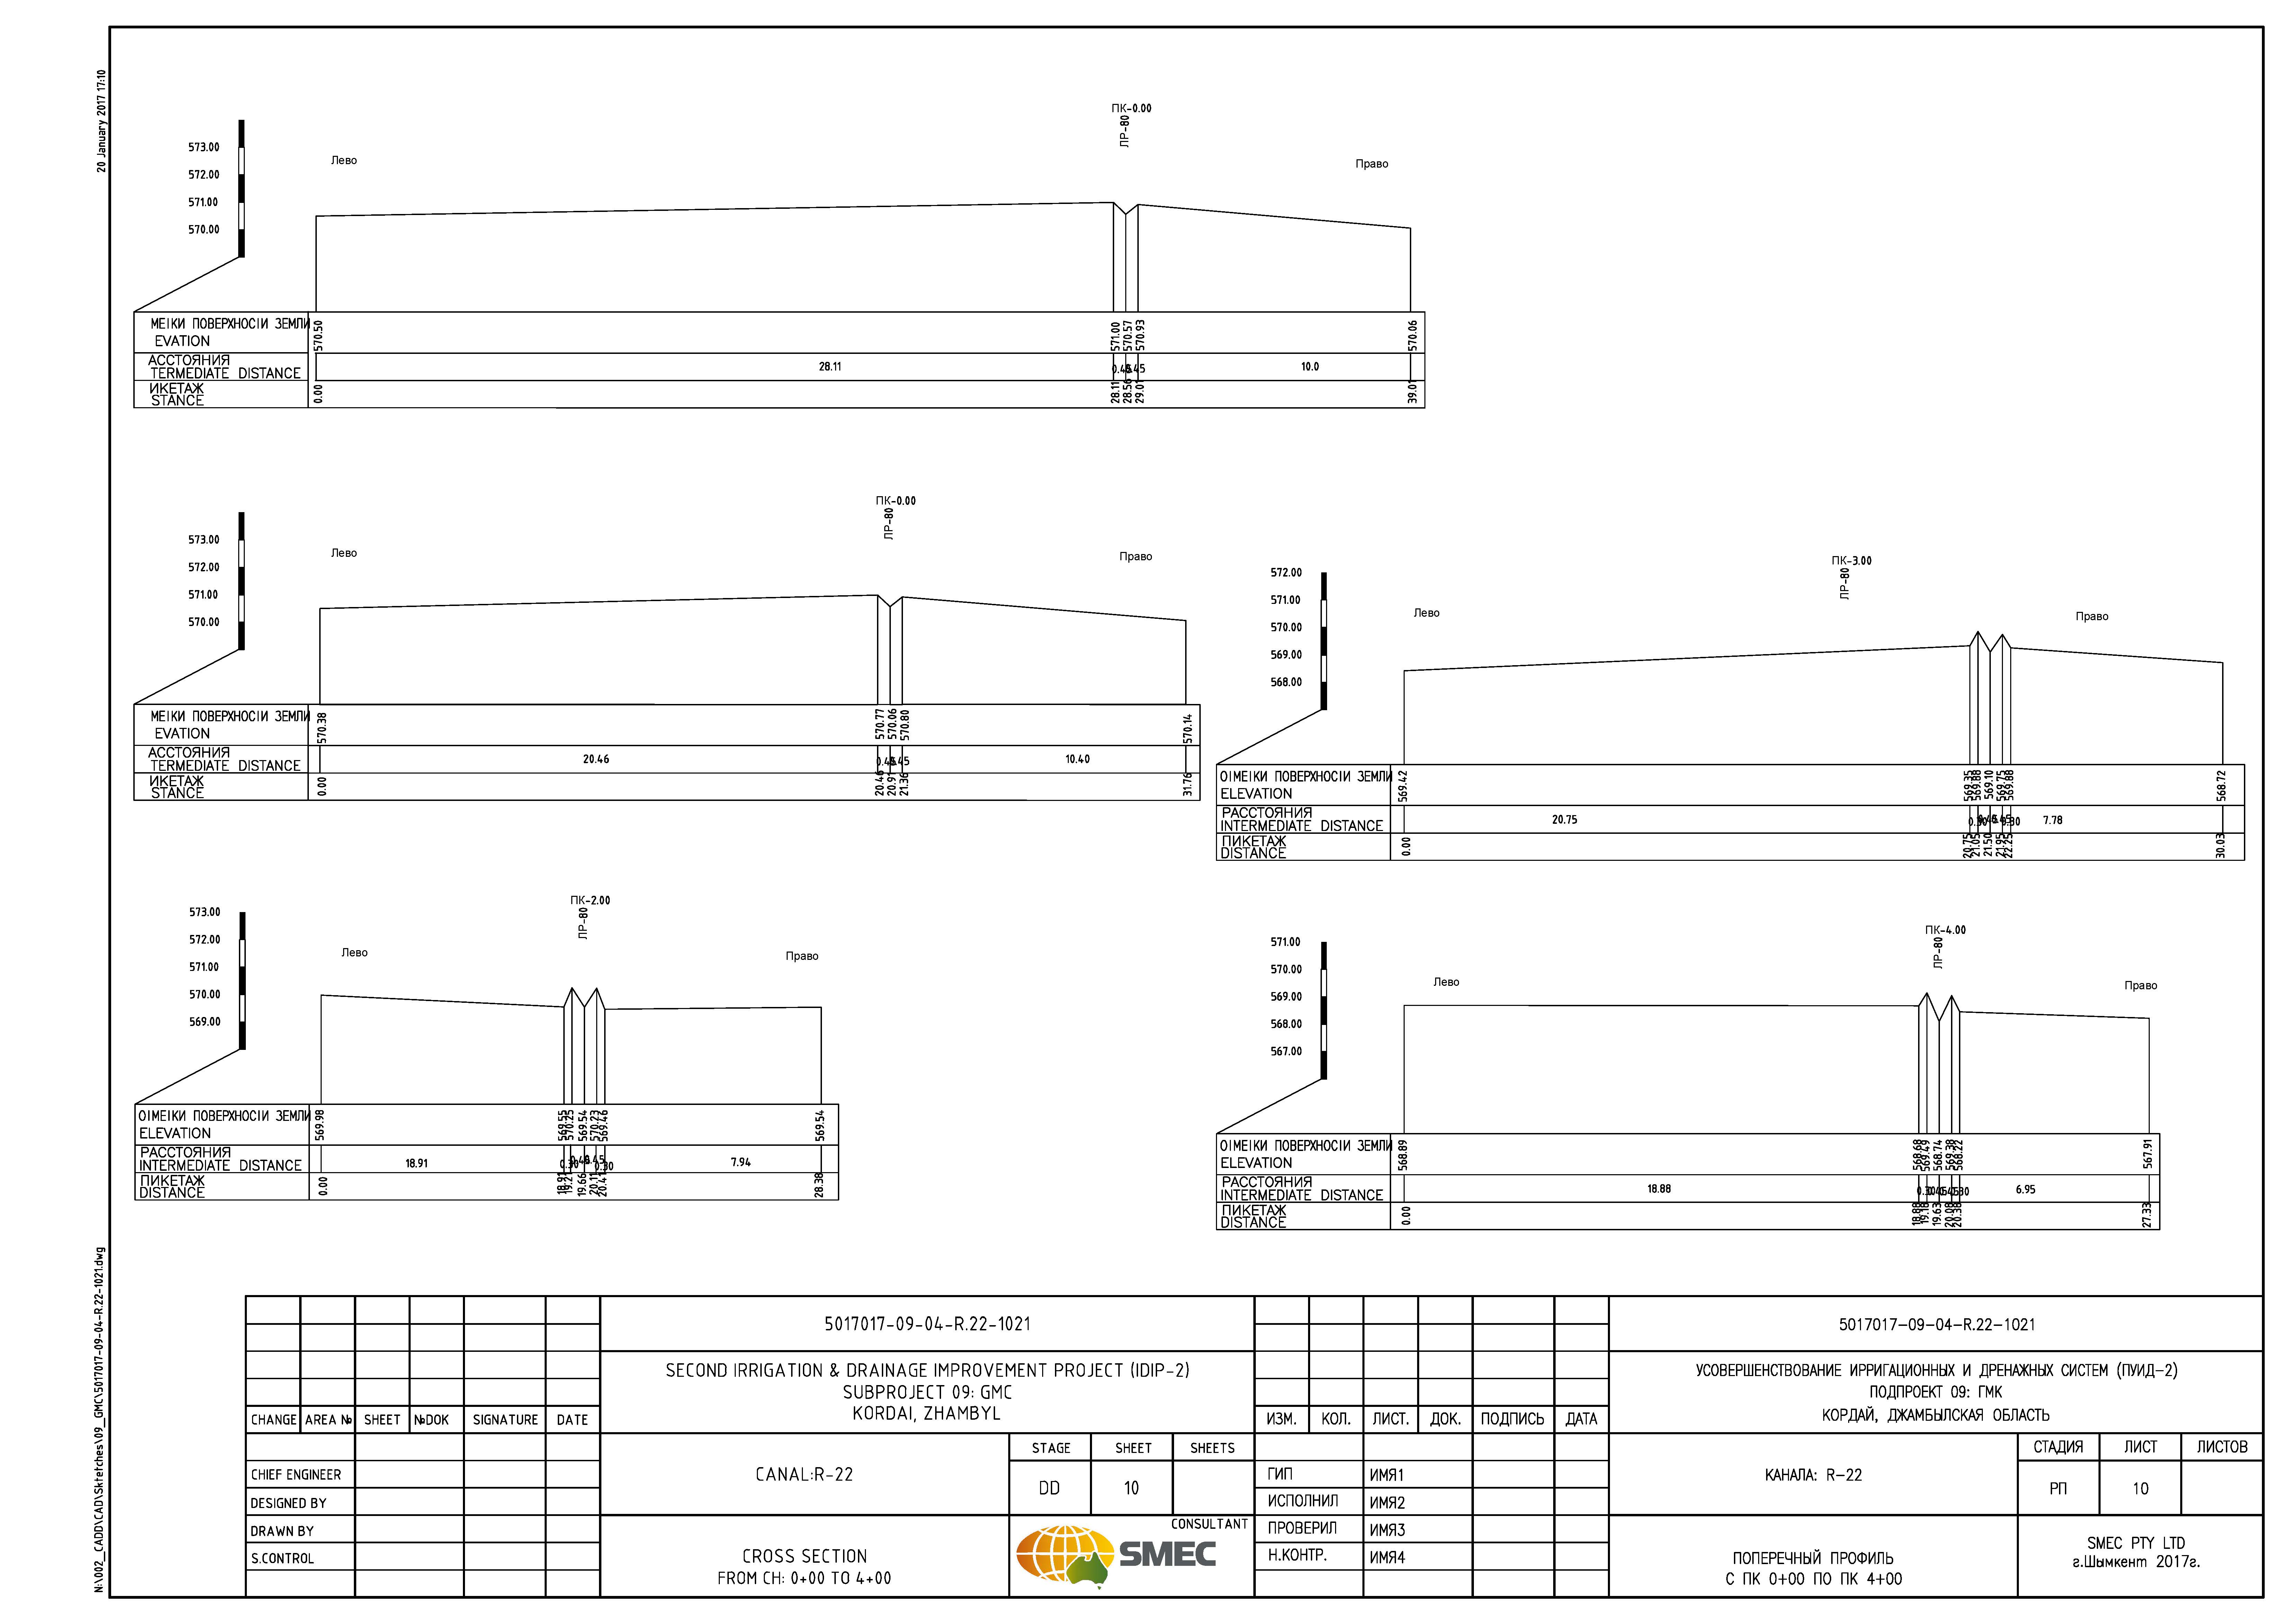 20 January 2017 17:10
ПК-0.00
ЛР-80
573.00
572.00
571.00
570.00
Лево
Право
МЕІКИ ПОВЕРХНОСІИ ЗЕМЛИ
EVATION
570.50
571.00
570.57
570.93
570.06
АССТОЯНИЯ
TERMEDIATE DISTANCE
28.11
0.45
0.45
10.0
ИКЕТАЖ
STANCE
0.00
28.11
28.56
29.01
39.01
ПК-0.00
ЛР-80
573.00
572.00
571.00
570.00
Лево
Право
МЕІКИ ПОВЕРХНОСІИ ЗЕМЛИ
EVATION
570.38
570.77
570.06
570.80
570.14
АССТОЯНИЯ
TERMEDIATE DISTANCE
20.46
0.45
0.45
10.40
ИКЕТАЖ
STANCE
0.00
20.46
20.91
21.36
31.76
ПК-3.00
ЛР-80
572.00
571.00
570.00
569.00
568.00
Лево
Право
ОІМЕІКИ ПОВЕРХНОСІИ ЗЕМЛИ
ELEVATION
569.42
569.35
569.88
569.10
569.75
569.88
568.72
РАССТОЯНИЯ
INTERMEDIATE DISTANCE
20.75
0.30
0.45
0.45
0.30
7.78
ПИКЕТАЖ
DISTANCE
0.00
20.75
21.05
21.50
21.95
22.25
30.03
ПК-2.00
ЛР-80
573.00
572.00
571.00
570.00
569.00
Лево
Право
ОІМЕІКИ ПОВЕРХНОСІИ ЗЕМЛИ
ELEVATION
569.98
569.55
570.25
569.54
570.23
569.46
569.54
РАССТОЯНИЯ
INTERMEDIATE DISTANCE
18.91
0.30
0.45
0.45
0.30
7.94
ПИКЕТАЖ
DISTANCE
0.00
18.91
19.21
19.66
20.11
20.41
28.38
ПК-4.00
ЛР-80
571.00
570.00
569.00
568.00
567.00
Лево
Право
ОІМЕІКИ ПОВЕРХНОСІИ ЗЕМЛИ
ELEVATION
568.89
568.68
569.49
568.74
569.38
568.22
567.91
РАССТОЯНИЯ
INTERMEDIATE DISTANCE
18.88
0.30
0.45
0.45
6.95
ПИКЕТАЖ
DISTANCE
0.00
18.88
19.18
19.63
20.08
20.38
27.33
N:\002_CADD\CAD\Sktetches\09_GMC\5017017-09-04-R.22-1021.dwg
5017017-09-04-R.22-1021
SECOND IRRIGATION & DRAINAGE IMPROVEMENT PROJECT (IDIP-2)
SUBPROJECT 09: GMC
KORDAI, ZHAMBYL
CHANGE AREA № SHEET №DOK SIGNATURE DATE
CHIEF ENGINEER
DESIGNED BY
DRAWN BY
S.CONTROL
CANAL:R-22
STAGE SHEET SHEETS
DD 10
CROSS SECTION
FROM CH: 0+00 TO 4+00
CONSULTANT
SMEC
5017017-09-04-R.22-1021
УСОВЕРШЕНСТВОВАНИЕ ИРРИГАЦИОННЫХ И ДРЕНАЖНЫХ СИСТЕМ (ПУИД-2)
ПОДПРОЕКТ 09: ГМК
КОРДАЙ, ДЖАМБЫЛСКАЯ ОБЛАСТЬ
ИЗМ. КОЛ. ЛИСТ. ДОК. ПОДПИСЬ ДАТА
ГИП ИМЯ1
ИСПОЛНИЛ ИМЯ2
ПРОВЕРИЛ ИМЯ3
Н.КОНТР. ИМЯ4
КАНАЛА: R-22
СТАДИЯ ЛИСТ ЛИСТОВ
РП 10
ПОПЕРЕЧНЫЙ ПРОФИЛЬ
С ПК 0+00 ПО ПК 4+00
SMEC PTY LTD
г.Шымкент 2017г.